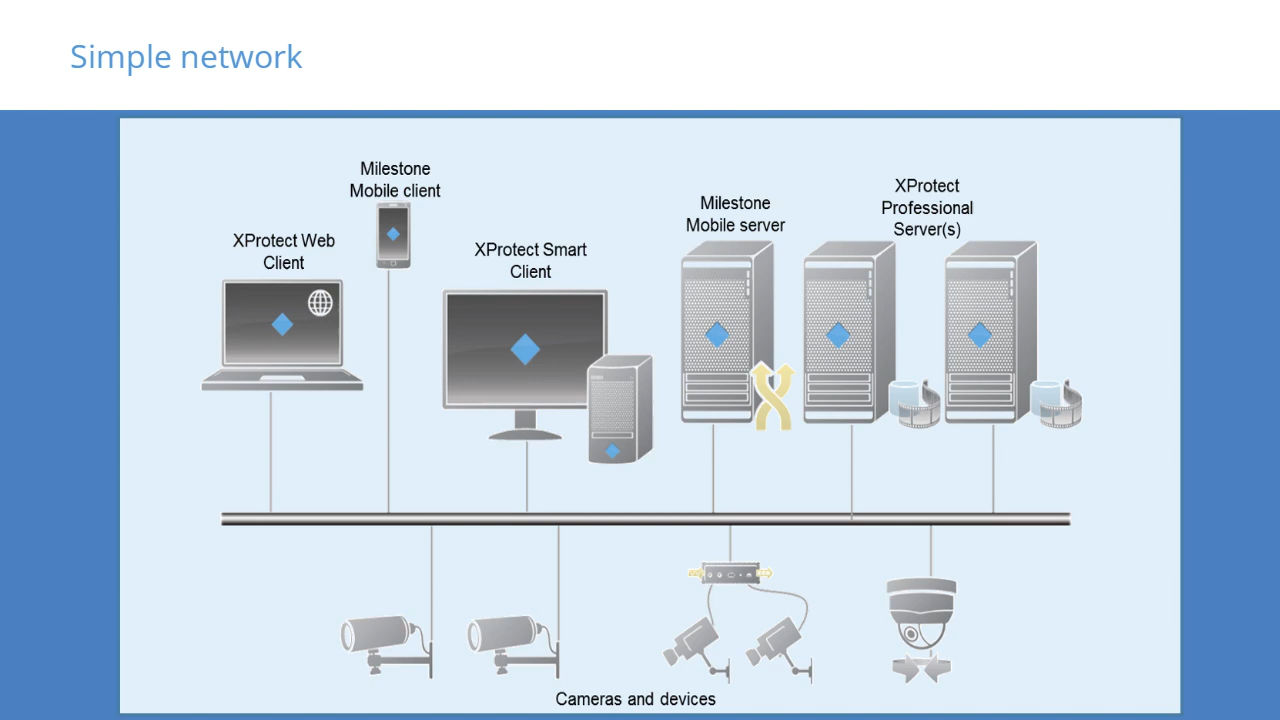 Simple network
Milestone
Mobile client
XProtect
Professional
Server(s)
Milestone
Mobile server
XProtect Web
Client
XProtect Smart
Client
Cameras and devices